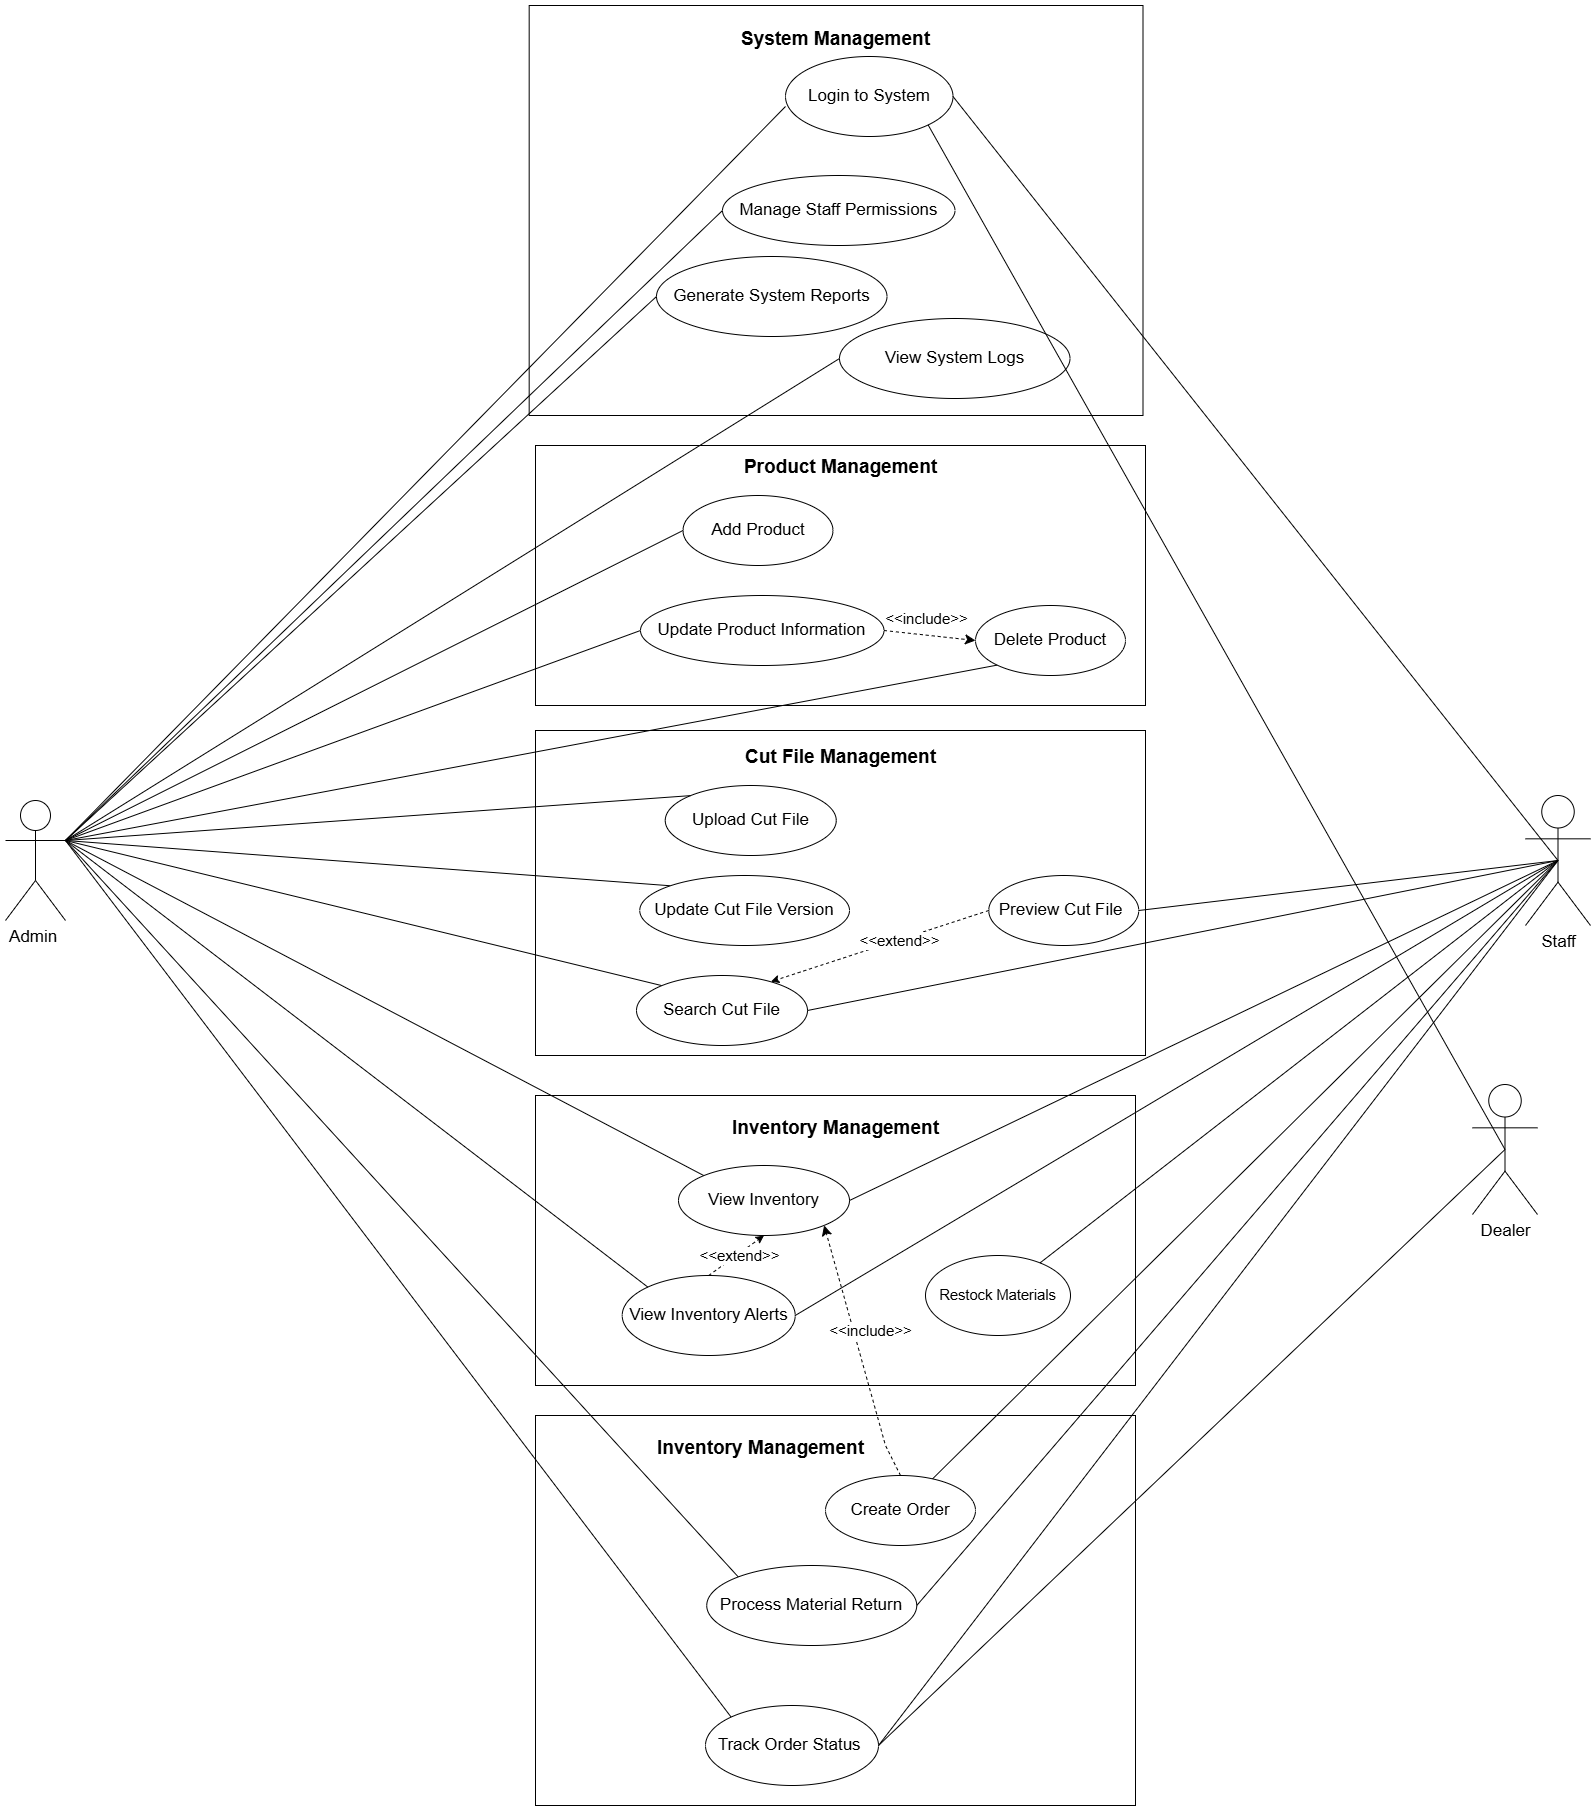 System Management
Login to System
Manage Staff Permissions
Generate System Reports
View System Logs
Product Management
Add Product
Update Product Information
<<include>>
Delete Product
Cut File Management
Upload Cut File
Update Cut File Version
Preview Cut File
<<extend>>
Search Cut File
Admin
Staff
Inventory Management
View Inventory
<<extend>>
View Inventory Alerts
Restock Materials
<<include>>
Dealer
Inventory Management
Create Order
Process Material Return
Track Order Status